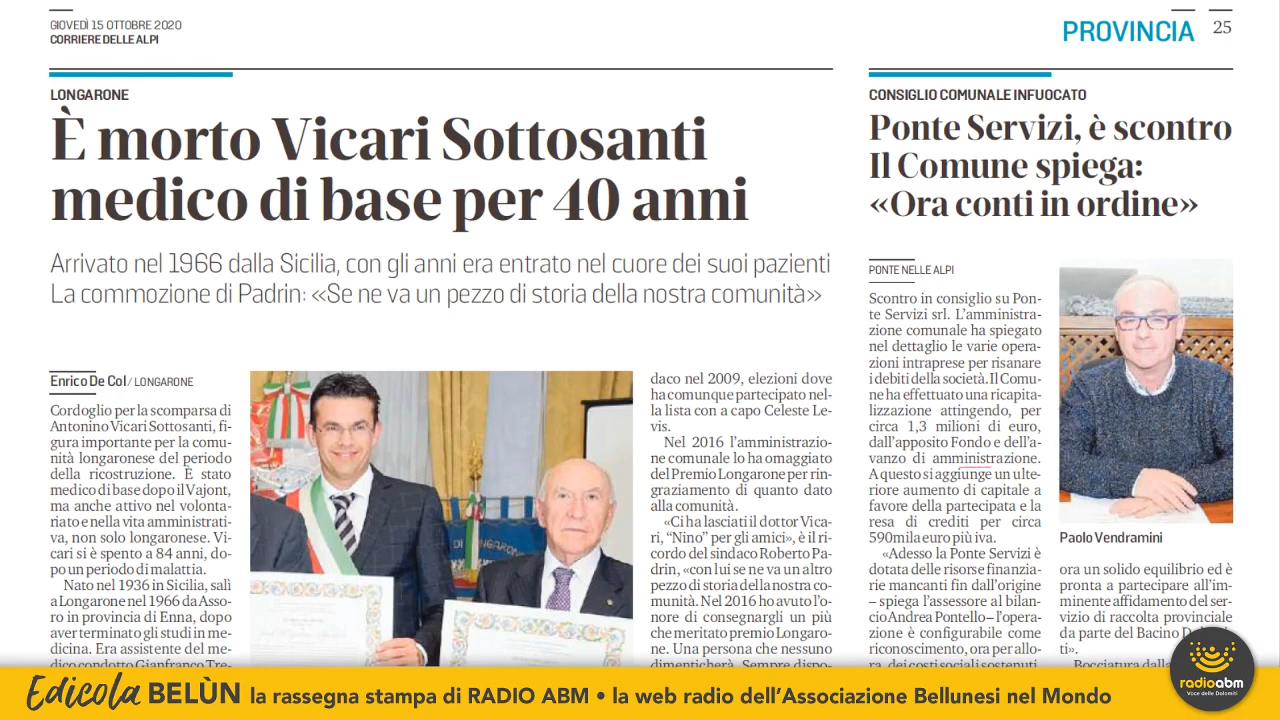 GIOVEDÌ 15 OTTOBRE 2020
CORRIERE DELLE ALPI
PROVINCIA
25
LONGARONE
È morto Vicari Sottosanti
medico di base per 40 anni
Arrivato nel 1966 dalla Sicilia, con gli anni era entrato nel cuore dei suoi pazienti
La commozione di Padrin: «Se ne va un pezzo di storia della nostra comunità»
Enrico De Col / LONGARONE
Cordoglio per la scomparsa di
Antonino Vicari Sottosanti, fi-
gura importante per la comu-
nità longaronese del periodo
della ricostruzione. È stato
medico di base dopo il Vajont,
ma anche attivo nel volonta-
riato e nella vita amministrati-
va, non solo longaronese. Vi-
cari si è spento a 84 anni, do-
po un periodo di malattia.
Nato nel 1936 in Sicilia, salì
a Longarone nel 1966 da Asso-
ro in provincia di Enna, dopo
aver terminato gli studi in me-
dicina. Era assistente del me-
dico condotto Gianfranco Tre-
daco nel 2009, elezioni dove
ha comunque partecipato nel-
la lista con a capo Celeste Le-
vis.
Nel 2016 l'amministrazio-
ne comunale lo ha omaggiato
del Premio Longarone per rin-
graziamento di quanto dato
alla comunità.
«Ci ha lasciati il dottor Vica-
ri, "Nino" per gli amici», è il ri-
cordo del sindaco Roberto Pa-
drin, «con lui se ne va un altro
pezzo di storia della nostra co-
munità. Nel 2016 ho avuto l'o-
nore di consegnargli un più
che meritato premio Longaro-
ne. Una persona che nessuno
dimenticherà. Sempre dispo-
CONSIGLIO COMUNALE INFUOCATO
Ponte Servizi, è scontro
Il Comune spiega:
«Ora conti in ordine»
PONTE NELLE ALPI
Scontro in consiglio su Pon-
te Servizi srl. L'amministra-
zione comunale ha spiegato
nel dettaglio le varie opera-
zioni intraprese per risanare
i debiti della società. Il Comu-
ne ha effettuato una ricapita-
lizzazione attingendo, per
circa 1,3 milioni di euro,
dall'apposito Fondo e dell'a-
vanzo di amministrazione.
A questo si aggiunge un ulte-
riore aumento di capitale a
favore della partecipata e la
resa di crediti per circa
590mila euro più iva.
«Adesso la Ponte Servizi è
dotata delle risorse finanzia-
rie mancanti fin dall'origine
– spiega l'assessore al bilan-
cio Andrea Pontello – l'opera-
zione è configurabile come
riconoscimento, ora per allo-
ra, dei costi sociali sostenuti
Paolo Vendramini
ora un solido equilibrio ed è
pronta a partecipare all'im-
minente affidamento del ser-
vizio di raccolta provinciale
da parte del Bacino
ti».
Bocciatura dalla
Edicola BELÙN la rassegna stampa di RADIO ABM • la web radio dell'Associazione Bellunesi nel Mondo
radioabm
Voce delle Dolomiti